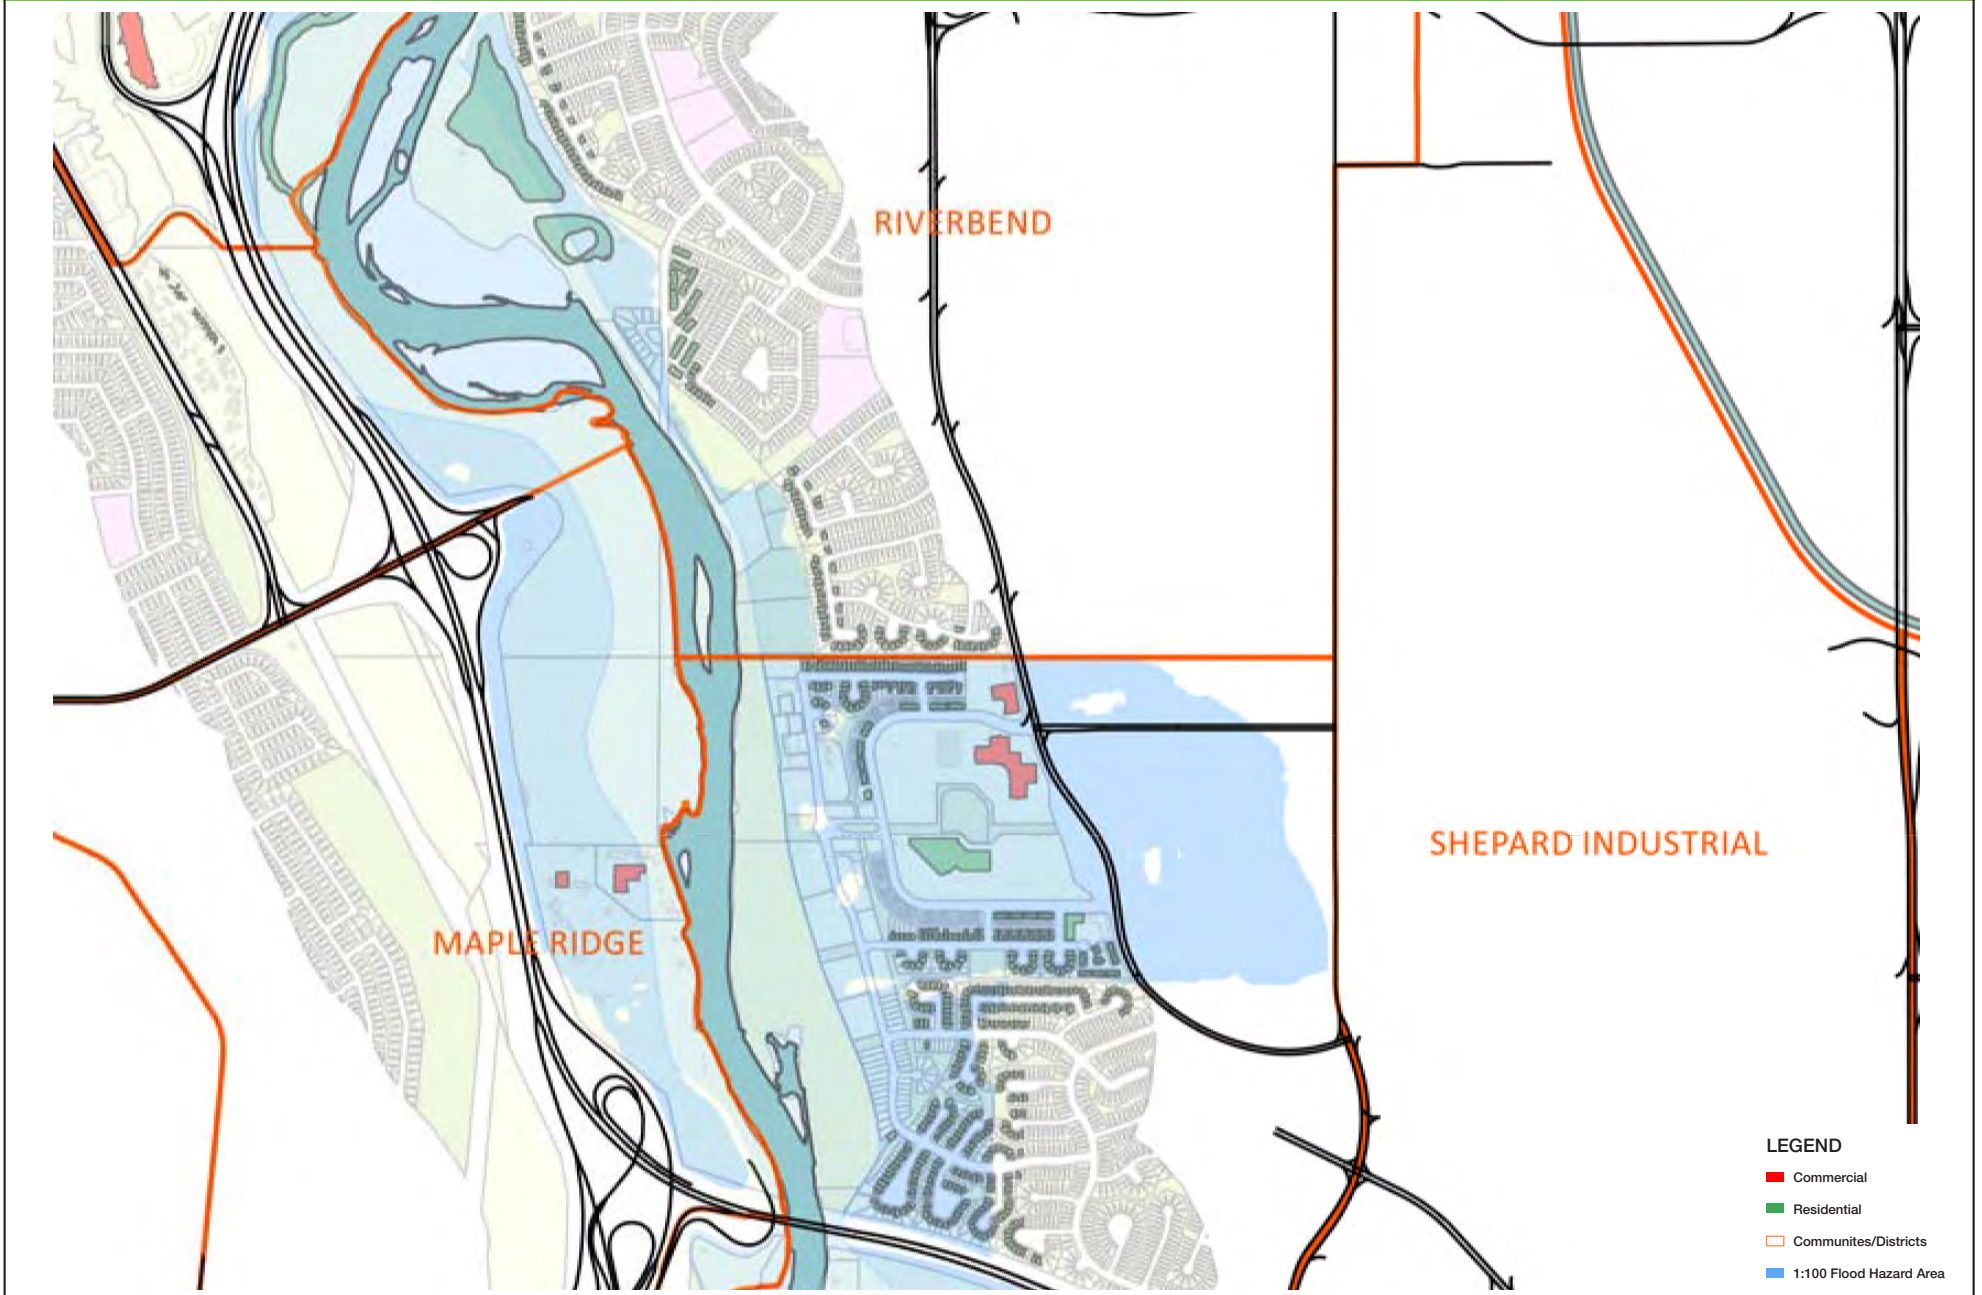 RIVERBEND
SHEPARD INDUSTRIAL
MAPLE RIDGE
LEGEND
Commercial
Residential
Communites/Districts
1:100 Flood Hazard Area